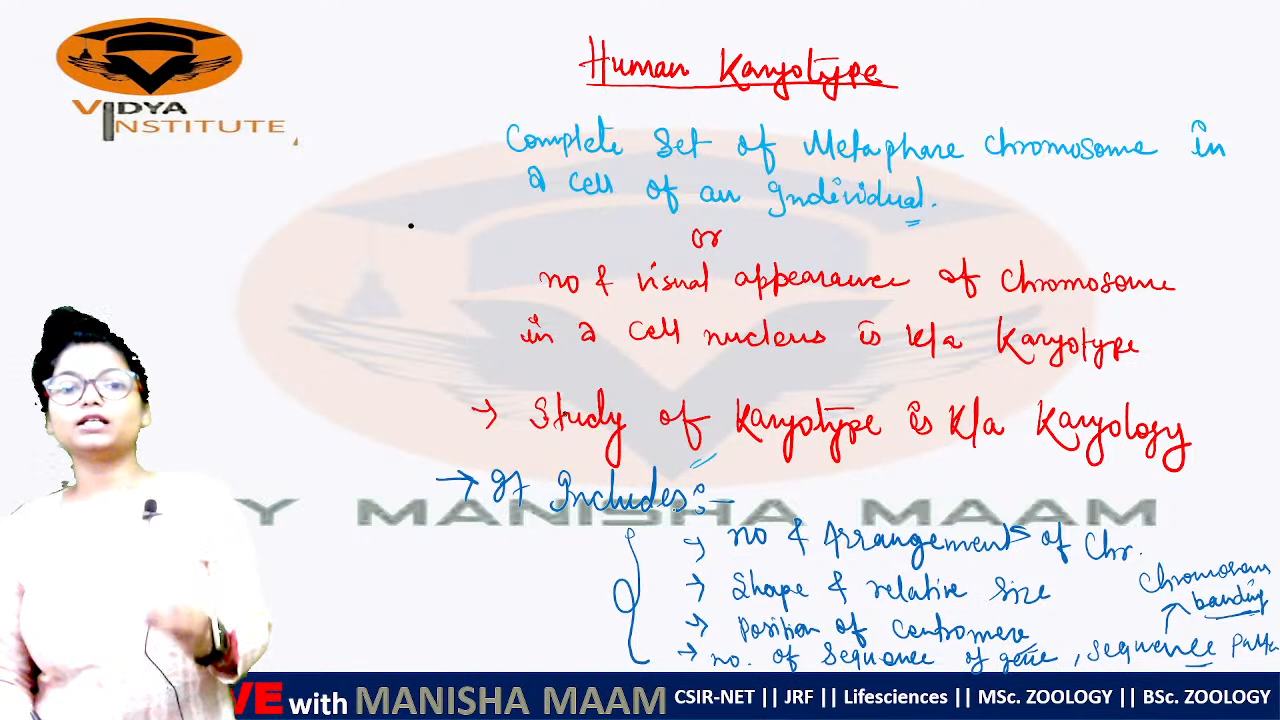 VIDYA
INSTITUTE
Human Karyotype
Complete Set of Metaphase chromosome in
a cell of an Individual.
or
no & visual appearance of chromosome
in a cell nucleus is k/a Karyotype
→ Study of Karyotype is K/a Karyology
→ It Includes:-
Y MANISHA MAAM
→ no & Arrangements of Chr.
→ Shape & relative size
→ Position of centromere
→ no. of Sequence of gene, sequence
Chromosom
banding
VE with MANISHA MAAM CSIR-NET || JRF || Lifesciences || MSc. ZOOLOGY || BSc. ZOOLOGY